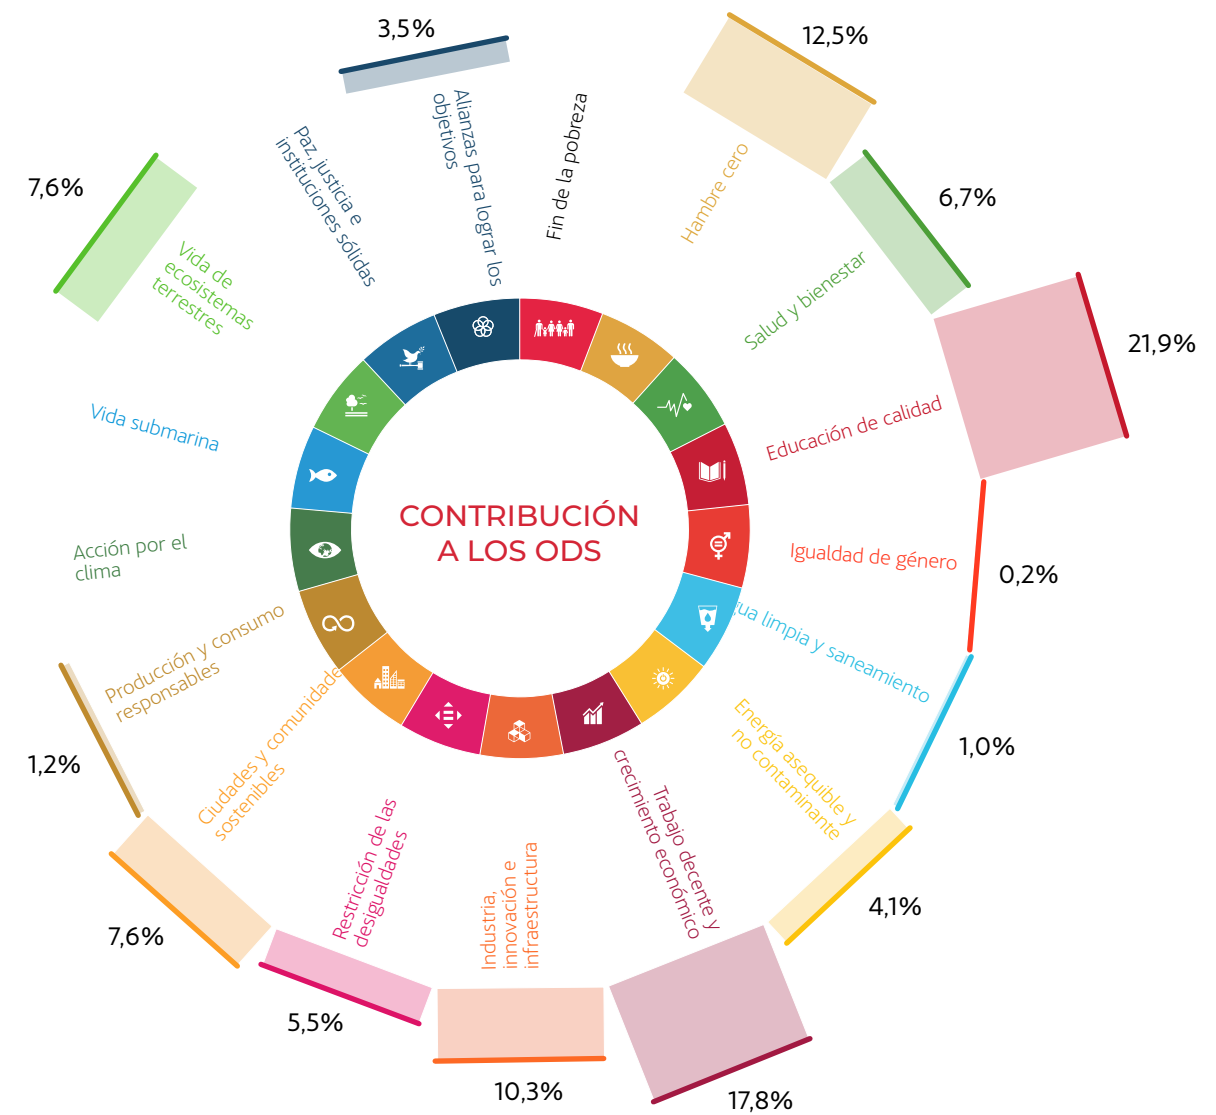 CONTRIBUCIÓN
A LOS ODS
Fin de la pobreza
Hambre cero
12,5%
Salud y bienestar
6,7%
Educación de calidad
21,9%
Igualdad de género
0,2%
limpia y saneamiento
1,0%
Energía asequible y
no contaminante
4,1%
Trabajo decente y
crecimiento económico
17,8%
Industria,
innovación e
infraestructura
10,3%
Restricción de las
desigualdades
5,5%
Ciudades y comunidade
sostenibles
7,6%
Producción y consumo
responsables
1,2%
Acción por el
clima
Vida submarina
Vida de
ecosistemas
terrestres
7,6%
Paz, justicia e
instituciones sólidas
Alianzas para lograr los
objetivos
3,5%